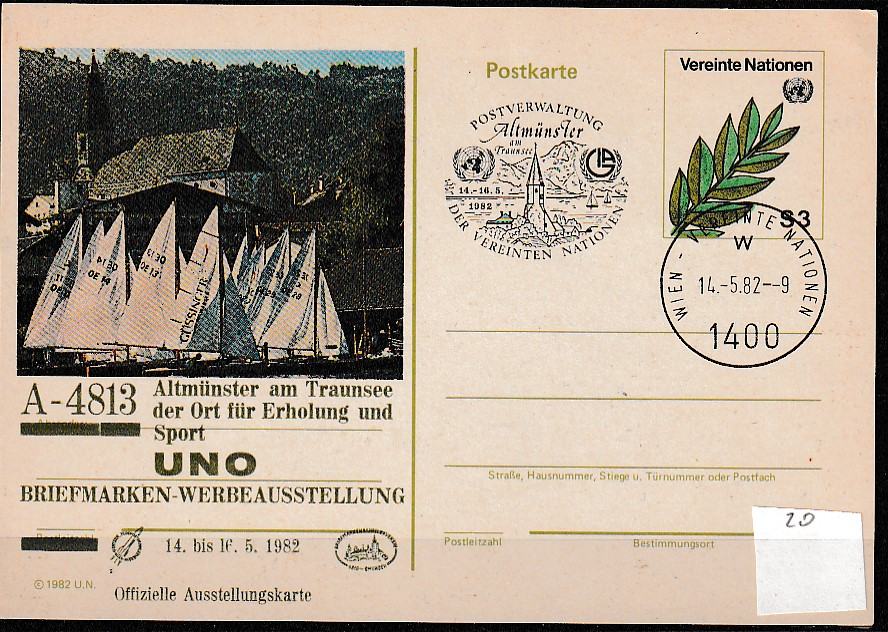 A-4813
Altmünster am Traunsee
der Ort für Erholung und
Sport
UNO
BRIEFMARKEN-WERBEAUSSTELLUNG
14. bis 16. 5. 1982
© 1982 U.N.
Offizielle Ausstellungskarte
GÜSSINGER
Postkarte
POSTVERWALTUNG
Altmünster
am
Traunsee
14.-16. 5.
1982
DER VEREINTEN NATIONEN
Vereinte Nationen
S3
WIEN - VEREINTE NATIONEN
W
14.-5.82--9
1400
Straße, Hausnummer, Stiege u. Türnummer oder Postfach
Postleitzahl
Bestimmungsort
20